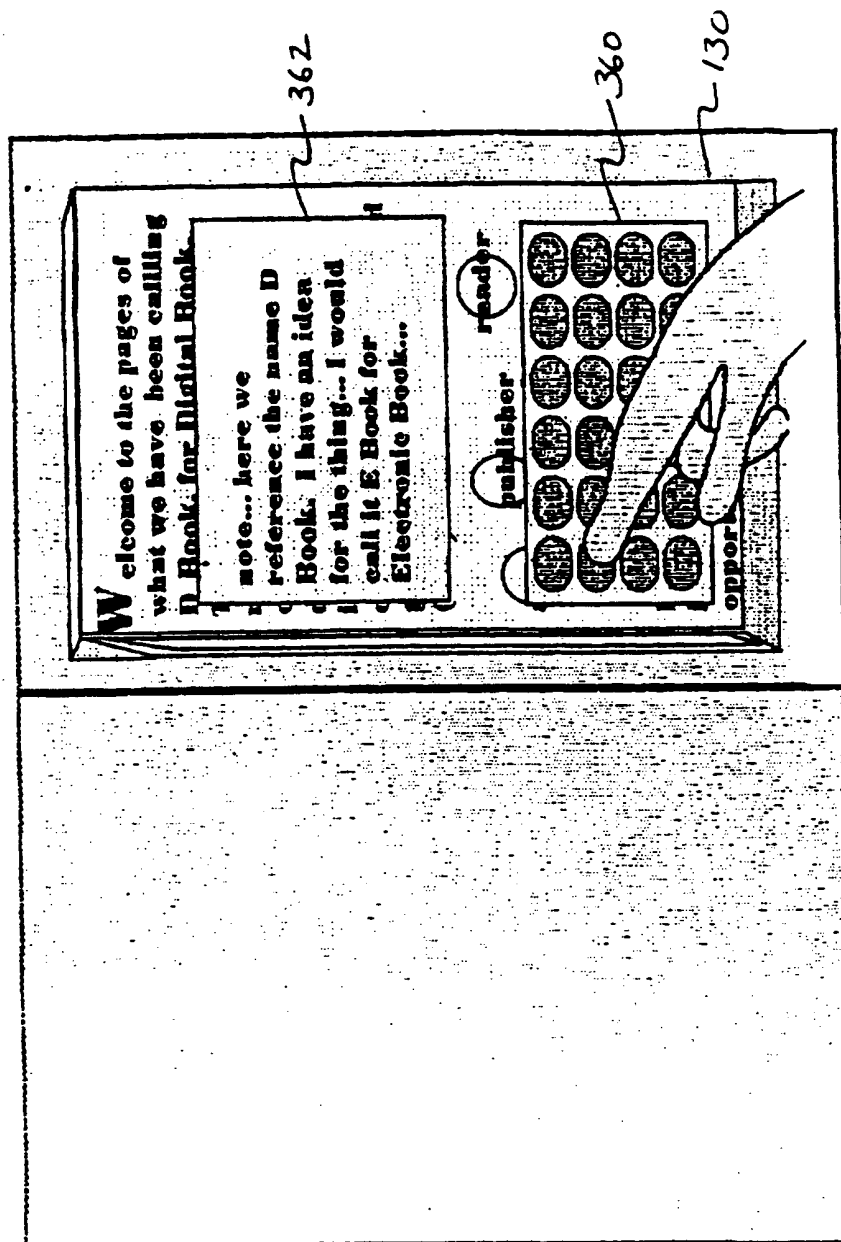 Welcome to the pages of
what we have been callling
D Book, for Digital Book.
note... here we
reference the name D
Book. I have an idea
for the thing... I would
call it E Book for
Electronic Book...
publisher
reader
oppor
362
360
130